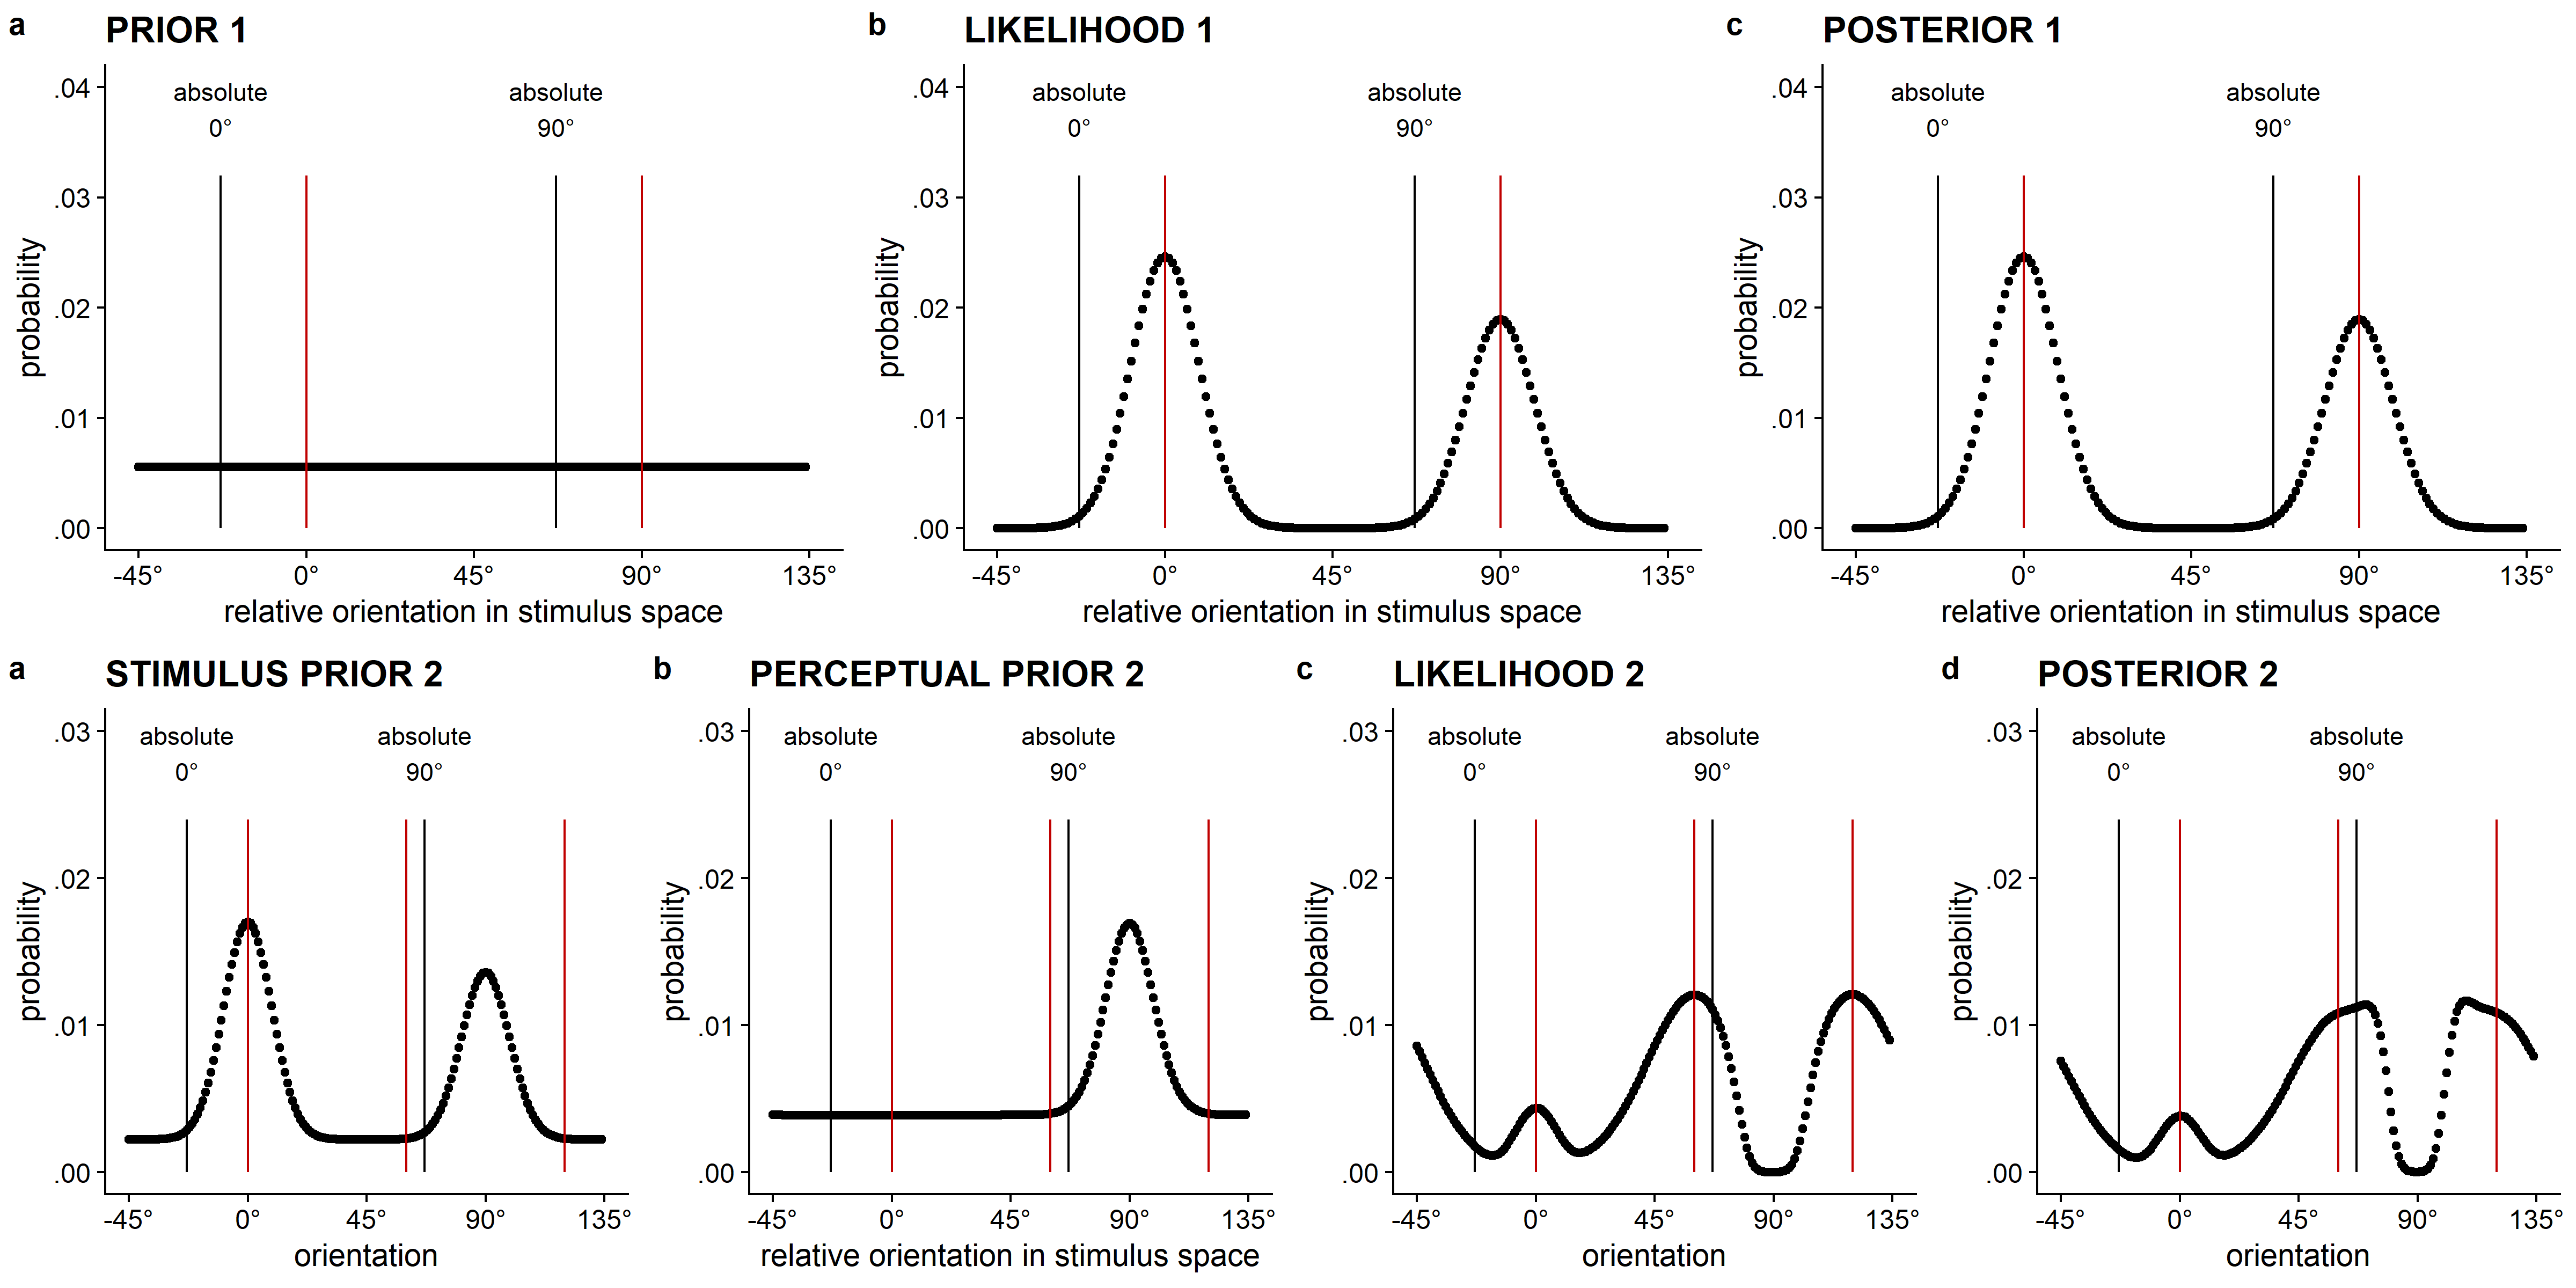 a PRIOR 1
.04
.03
.02
.01
.00
probability
absolute
0°
absolute
90°
-45° 0° 45° 90° 135°
relative orientation in stimulus space
b LIKELIHOOD 1
.04
.03
.02
.01
.00
probability
absolute
0°
absolute
90°
-45° 0° 45° 90° 135°
relative orientation in stimulus space
c POSTERIOR 1
.04
.03
.02
.01
.00
probability
absolute
0°
absolute
90°
-45° 0° 45° 90° 135°
relative orientation in stimulus space
a STIMULUS PRIOR 2
.03
.02
.01
.00
probability
absolute
0°
absolute
90°
-45° 0° 45° 90° 135°
orientation
b PERCEPTUAL PRIOR 2
.03
.02
.01
.00
probability
absolute
0°
absolute
90°
-45° 0° 45° 90° 135°
relative orientation in stimulus space
c LIKELIHOOD 2
.03
.02
.01
.00
probability
absolute
0°
absolute
90°
-45° 0° 45° 90° 135°
orientation
d POSTERIOR 2
.03
.02
.01
.00
probability
absolute
0°
absolute
90°
-45° 0° 45° 90° 135°
orientation